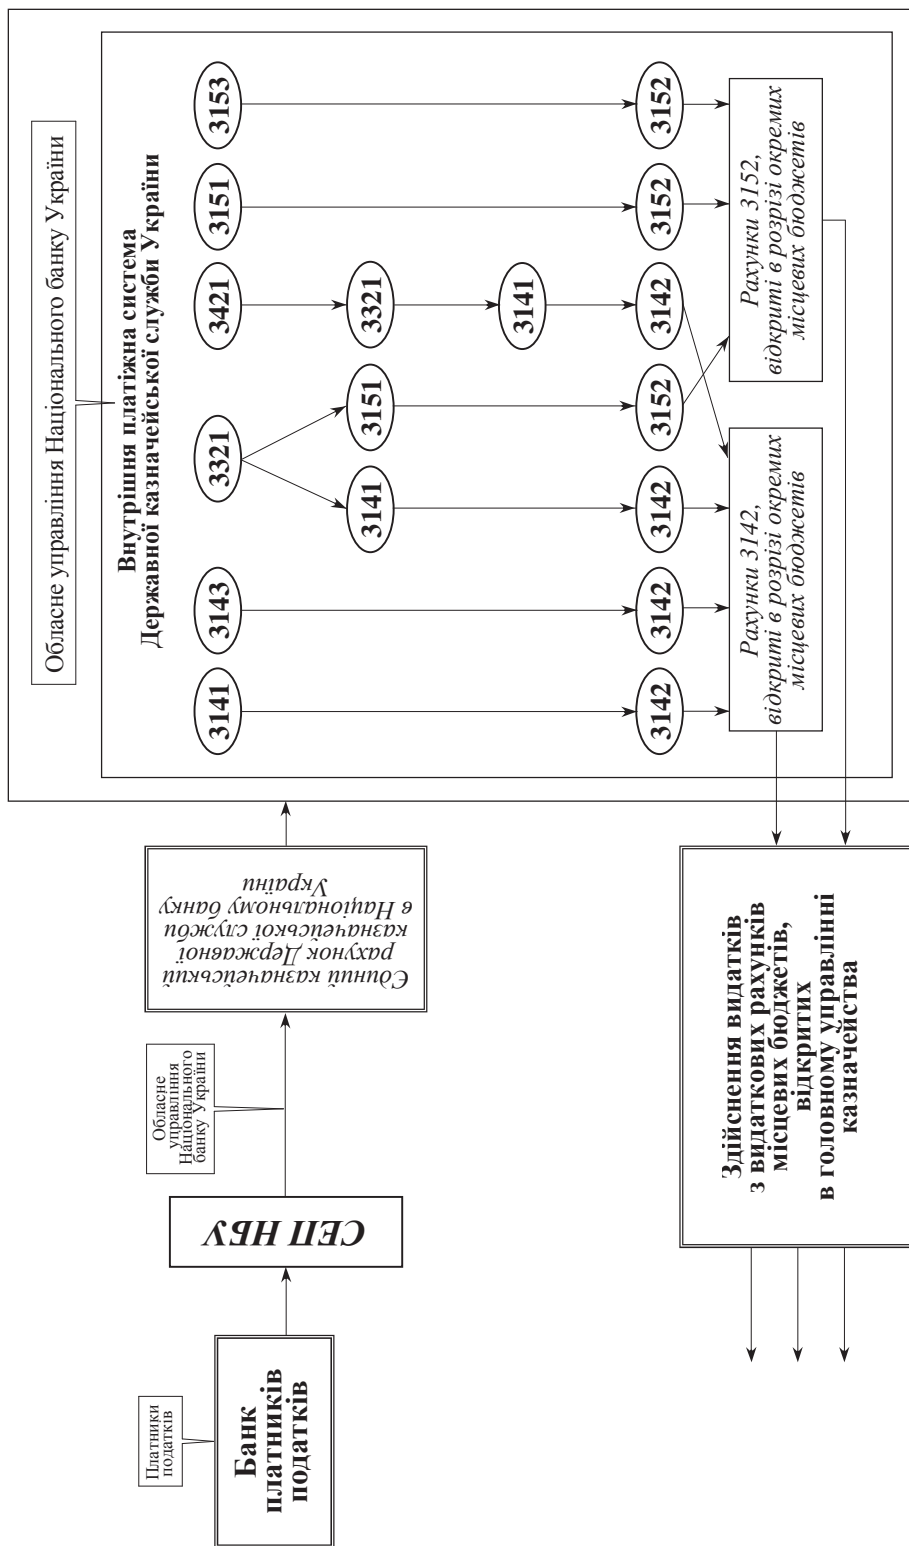 Обласне управління Національного банку України
Внутрішня платіжна система
Державної казначейської служби України
3141
3143
3321
3421
3151
3153
3141
3151
3321
3141
3142
3142
3142
3152
3142
3152
3152
Рахунки 3142,
відкриті в розрізі окремих
місцевих бюджетів
Рахунки 3152,
відкриті в розрізі окремих
місцевих бюджетів
Платники
податків
Банк
платників
податків
СЕП НБУ
Обласне
управління
Національного
банку України
Єдиний казначейський
рахунок Державної
казначейської служби
в Національному банку
України
Здійснення видатків
з видаткових рахунків
місцевих бюджетів,
відкритих
в головному управлінні
казначейства